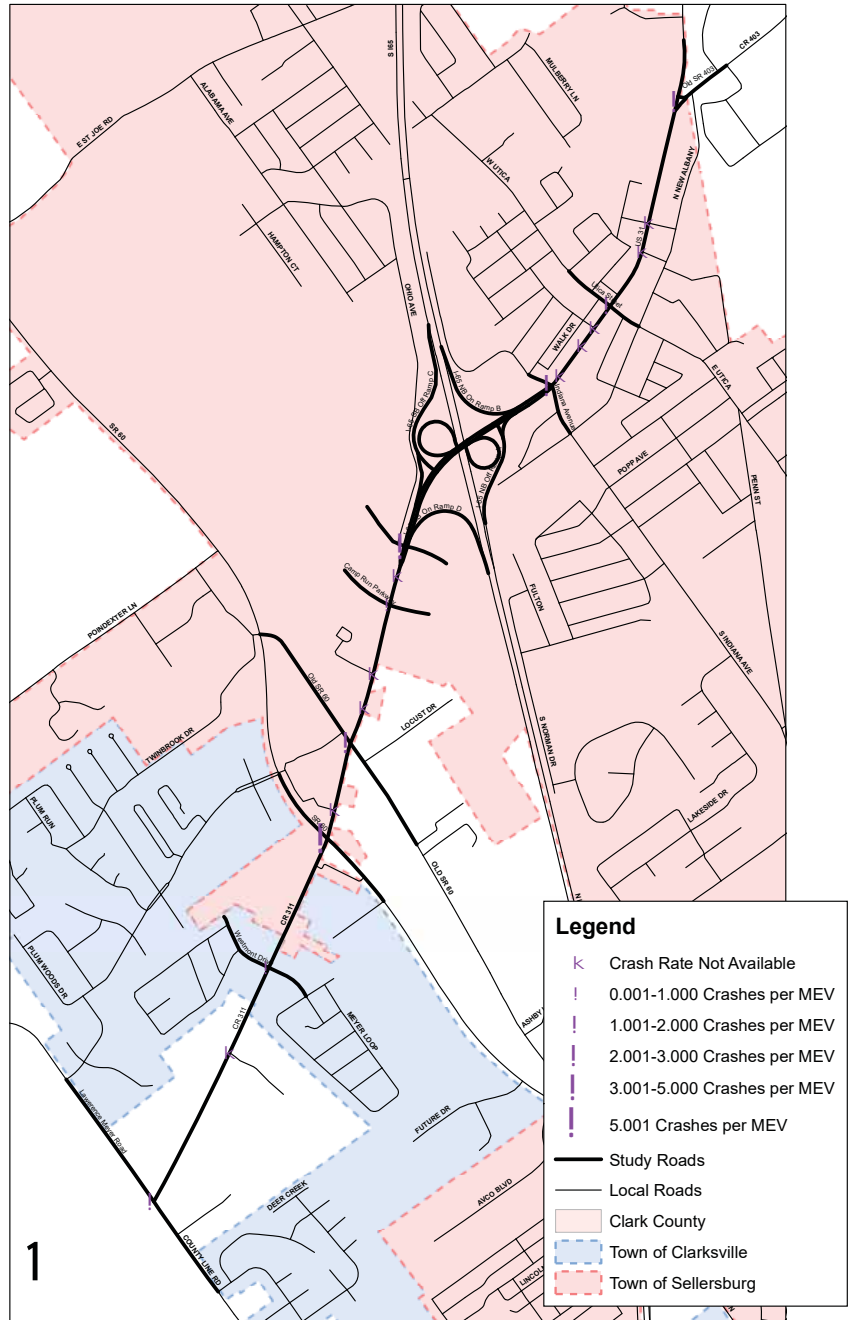 S I65
CR 403
Old SR 403
MULBERRY LN
ALABAMA AVE
E ST JOE RD
W UTICA
N NEW ALBANY
HAMPTON CT
US 31
OHIO AVE
Utica Street
WALK DR
E UTICA
I-65 NB On Ramp B
I-65 SB Off Ramp C
Indiana Avenue
SR 60
POPP AVE
I-65 NB Off
PENN ST
On Ramp D
Camp Run Parkway
FULTON
POINDEXTER LN
S INDIANA AVE
Old SR 60
LOCUST DR
TWINBROOK DR
S NORMAN DR
PLUM RUN
LAKESIDE DR
SR 60
OLD SR 60
CR 311
Westmont Drive
PLUM WOODS DR
CR 311
MEYER LOOP
ASHBY
Lawerence Meyer Road
FUTURE DR
DEER CREEK
AVCO BLVD
COUNTY LINE RD
LINCOLN
1
Legend
Crash Rate Not Available
0.001-1.000 Crashes per MEV
1.001-2.000 Crashes per MEV
2.001-3.000 Crashes per MEV
3.001-5.000 Crashes per MEV
5.001 Crashes per MEV
Study Roads
Local Roads
Clark County
Town of Clarksville
Town of Sellersburg